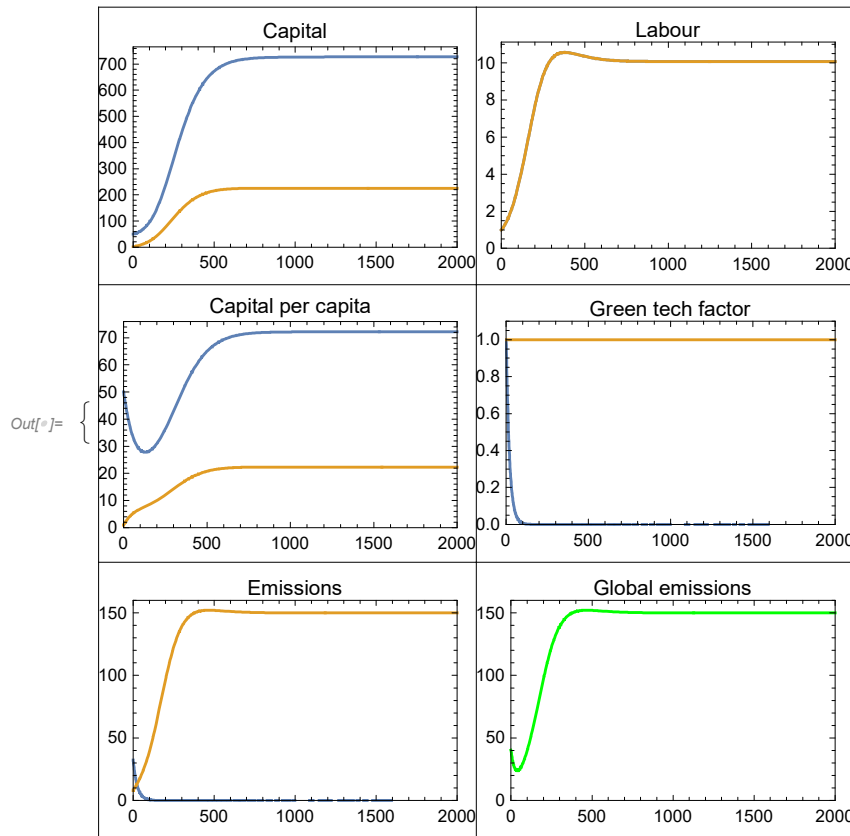 Capital
Labour
700
600
500
400
300
200
100
0
0 500 1000 1500 2000
10
8
6
4
2
0
0 500 1000 1500 2000
Capital per capita
Green tech factor
70
60
50
40
30
20
10
0
0 500 1000 1500 2000
1.0
0.8
0.6
0.4
0.2
0.0
0 500 1000 1500 2000
Out[•]=
Emissions
Global emissions
150
100
50
0
0 500 1000 1500 2000
150
100
50
0
0 500 1000 1500 2000